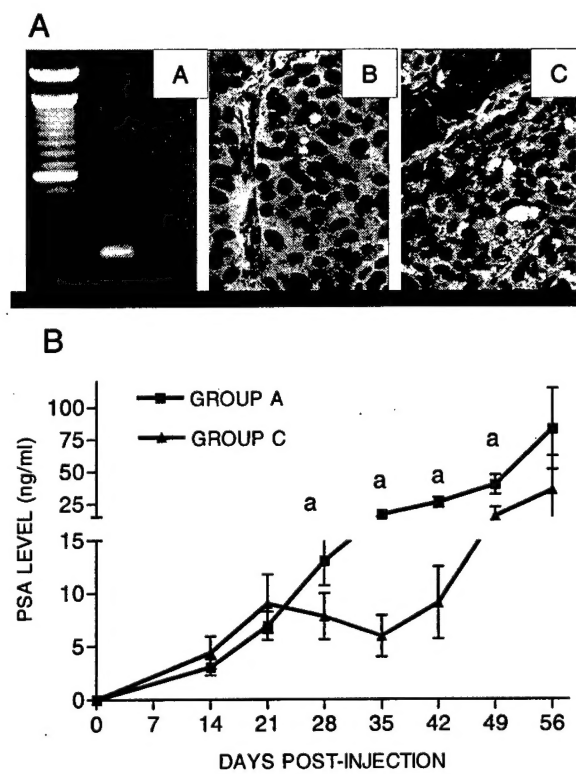 A
A
B
C
B
GROUP A
GROUP C
PSA LEVEL (ng/ml)
100
75
50
25
15
10
5
0
a
a
a
a
0
7
14
21
28
35
42
49
56
DAYS POST-INJECTION